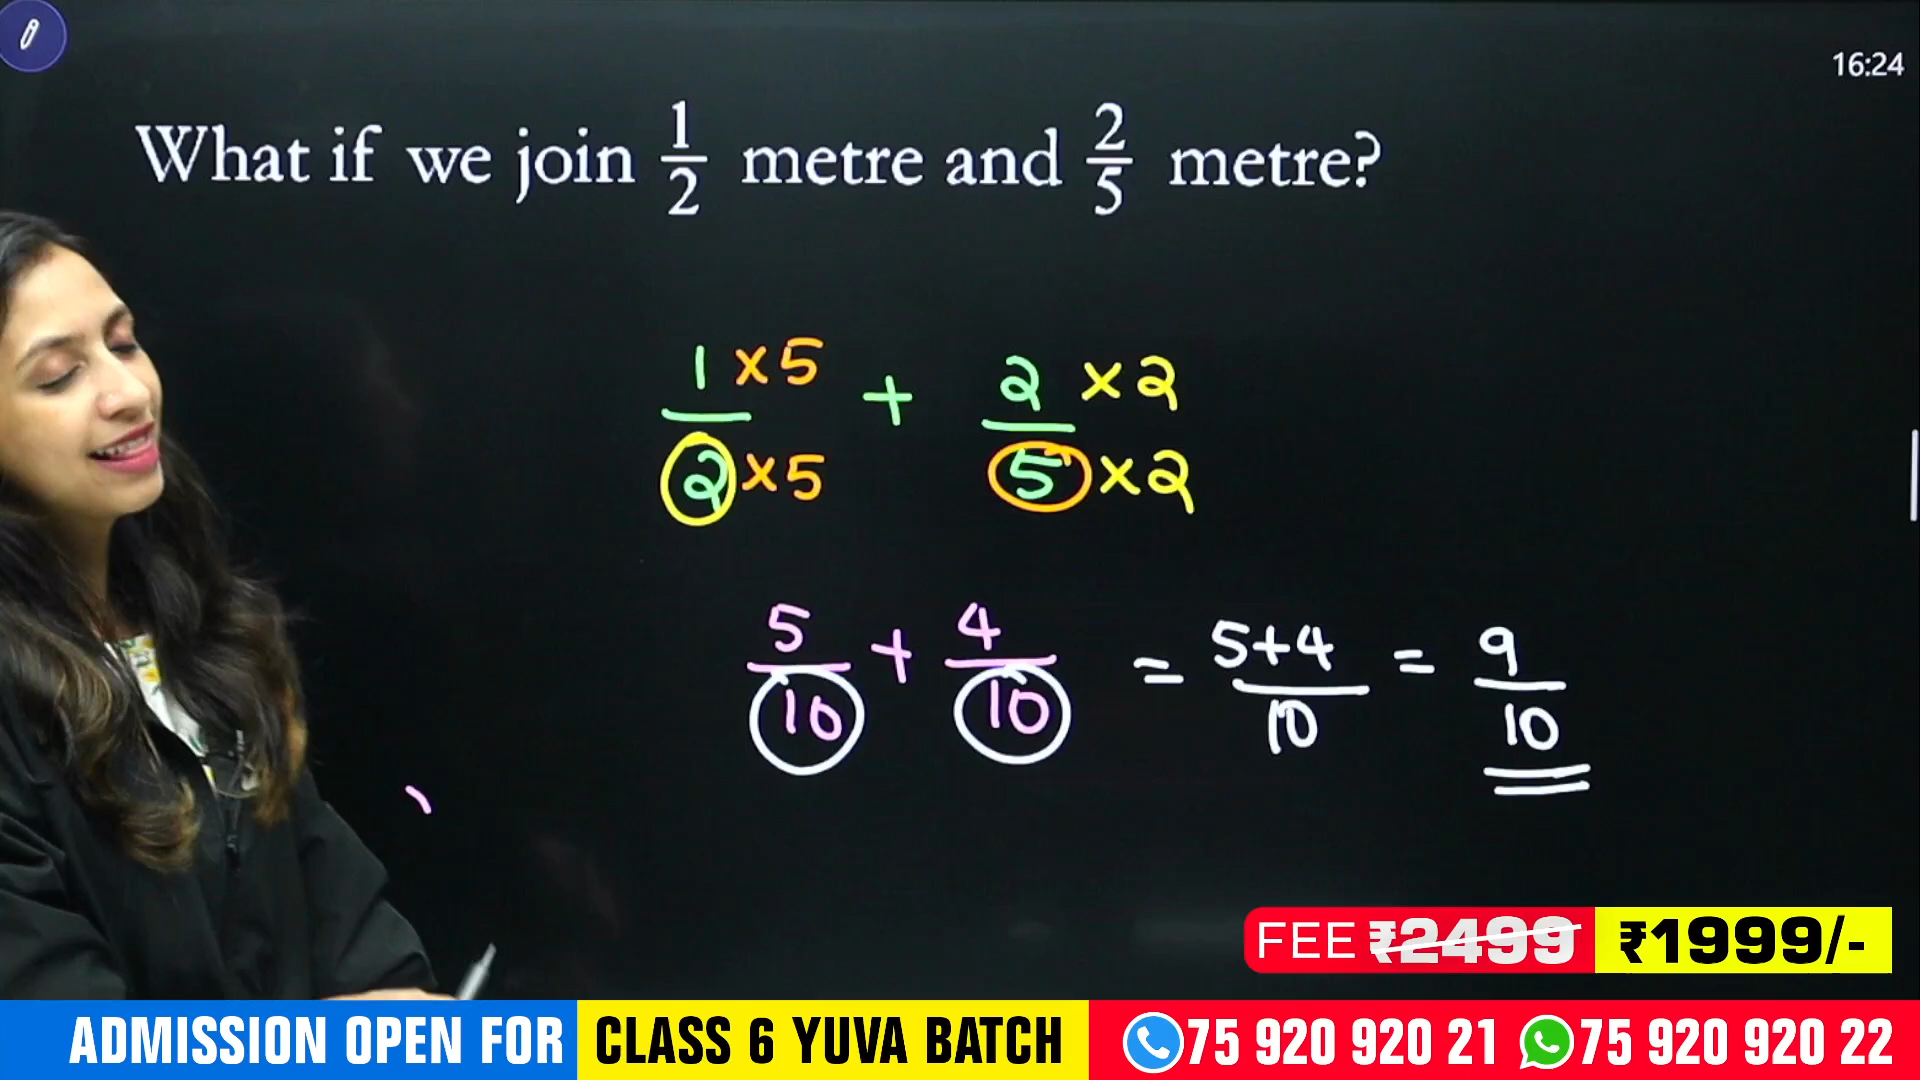 16:24
What if we join 1/2 metre and 2/5 metre?
1×5/2×5 + 2×2/5×2
5/10 + 4/10 = 5+4/10 = 9/10
FEE ₹2499 ₹1999/-
ADMISSION OPEN FOR CLASS 6 YUVA BATCH 75 920 920 21 75 920 920 22